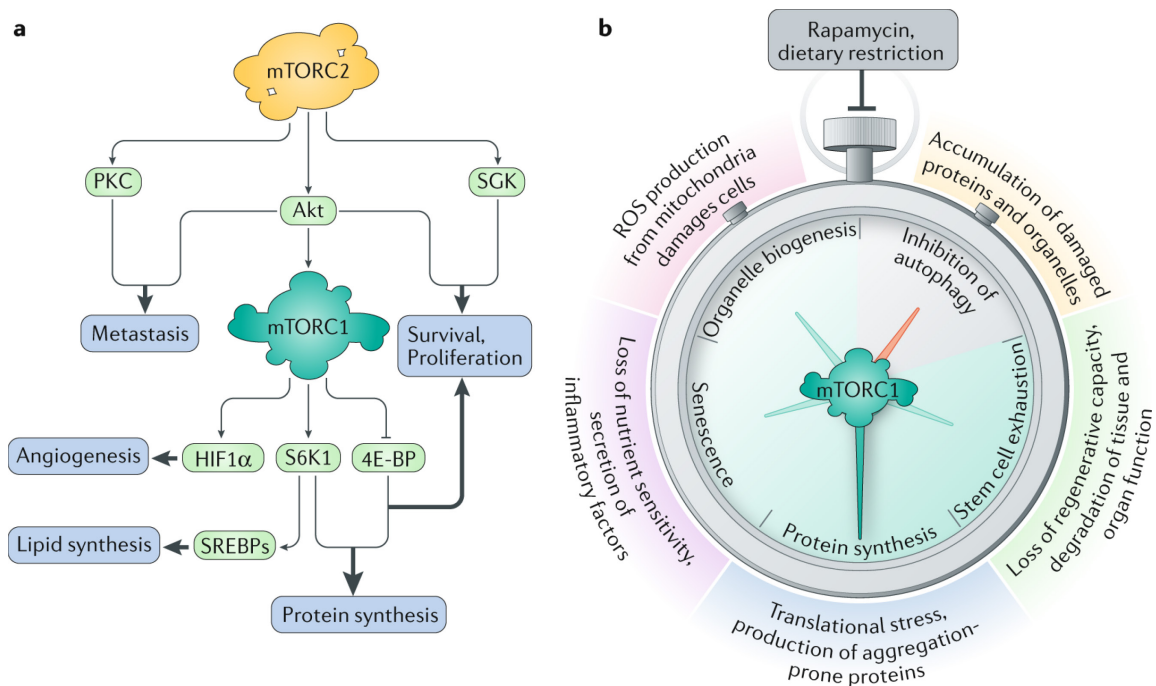 a
mTORC2
PKC
SGK
Akt
mTORC1
Metastasis
Survival,
Proliferation
Angiogenesis
HIF1α
S6K1
4E-BP
Lipid synthesis
SREBPs
Protein synthesis
b
Rapamycin,
dietary restriction
ROS production
from mitochondria
damages cells
Accumulation of damaged
proteins and organelles
Organelle biogenesis
Inhibition of
autophagy
Loss of nutrient sensitivity,
secretion of
inflammatory factors
Senescence
mTORC1
Stem cell exhaustion
Loss of regenerative capacity,
degradation of tissue and
organ function
Protein synthesis
Translational stress,
production of aggregation-
prone proteins